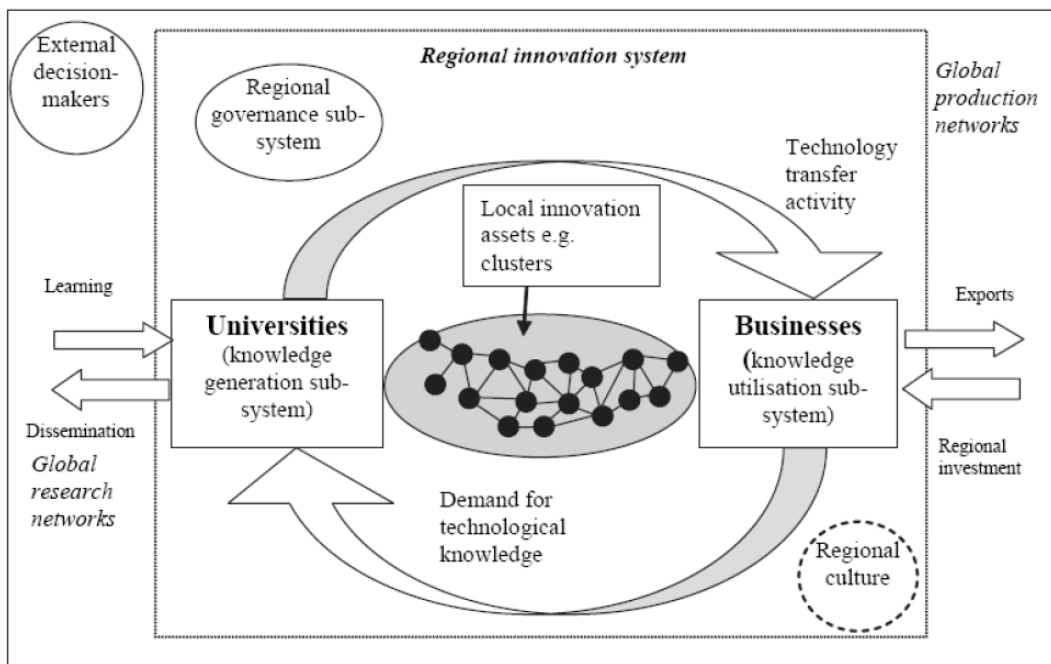 External
decision-
makers
Regional innovation system
Regional
governance sub-
system
Global
production
networks
Technology
transfer
activity
Local innovation
assets e.g.
clusters
Learning
Universities
(knowledge
generation sub-
system)
Businesses
(knowledge
utilisation sub-
system)
Exports
Dissemination
Global
research
networks
Regional
investment
Demand for
technological
knowledge
Regional
culture